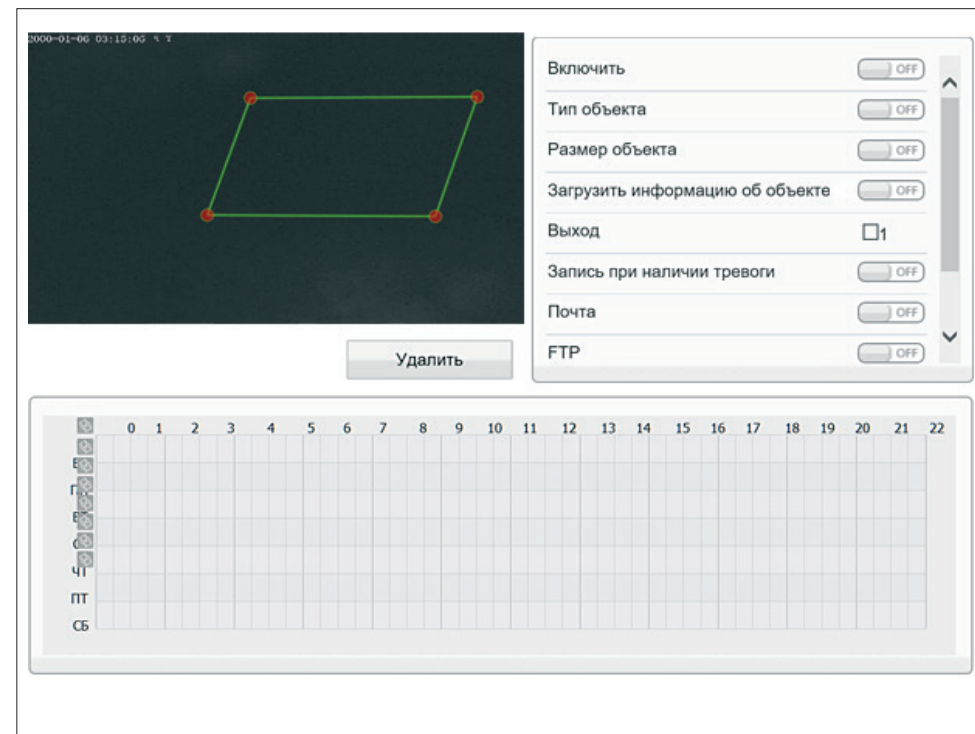 2000-01-06 03:15:06
Включить OFF
Тип объекта OFF
Размер объекта OFF
Загрузить информацию об объекте OFF
Выход 1
Запись при наличии тревоги OFF
Почта OFF
FTP OFF
Удалить
0 1 2 3 4 5 6 7 8 9 10 11 12 13 14 15 16 17 18 19 20 21 22
ЧТ
ПТ
СБ